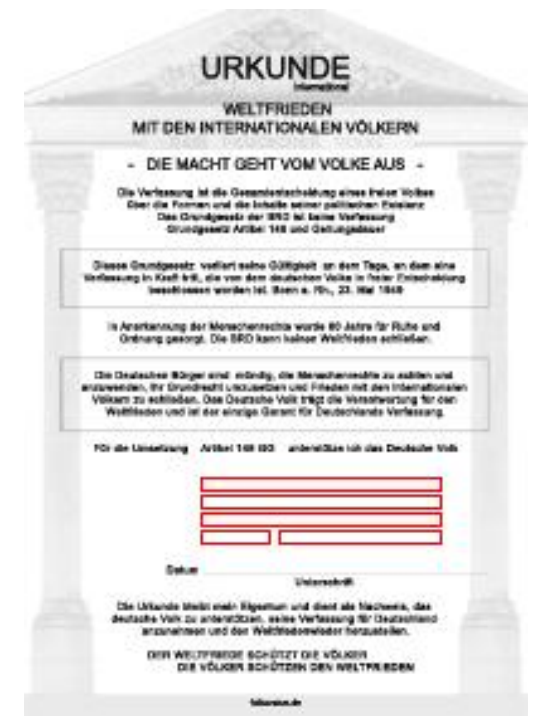 URKUNDE
International
WELTFRIEDEN
MIT DEN INTERNATIONALEN VÖLKERN
- DIE MACHT GEHT VOM VOLKE AUS -
Die Verfassung ist die Gesamtentscheidung eines freien Volkes
über die Formen und die Inhalte seiner politischen Existenz
Das Grundgesetz der BRD ist keine Verfassung
Grundgesetz Artikel 146 und Geltungsdauer
Dieses Grundgesetz verliert seine Gültigkeit an dem Tage, an dem eine
Verfassung in Kraft tritt, die von dem deutschen Volke in freier Entscheidung
beschlossen worden ist. Bonn a. Rh., 23. Mai 1949
In Anerkennung der Menschenrechte wurde 60 Jahre für Ruhe und
Ordnung gesorgt. Die BRD kann keinen Weltfrieden schließen.
Die Deutschen Bürger sind mündig, die Menschenrechte zu achten und
anzuwenden, ihr Grundrecht umzusetzen und Frieden mit den Internationalen
Völkern zu schließen. Das Deutsche Volk trägt die Verantwortung für den
Weltfrieden und ist der einzige Garant für Deutschlands Verfassung.
Für die Umsetzung Artikel 146 GG unterstütze ich das Deutsche Volk
Datum
Unterschrift
Die Urkunde bleibt mein Eigentum und dient als Nachweis, das
deutsche Volk zu unterstützen, seine Verfassung für Deutschland
anzunehmen und den Weltfrieden wieder herzustellen.
DER WELTFRIEDE SCHÜTZT DIE VÖLKER
DIE VÖLKER SCHÜTZEN DEN WELTFRIEDEN